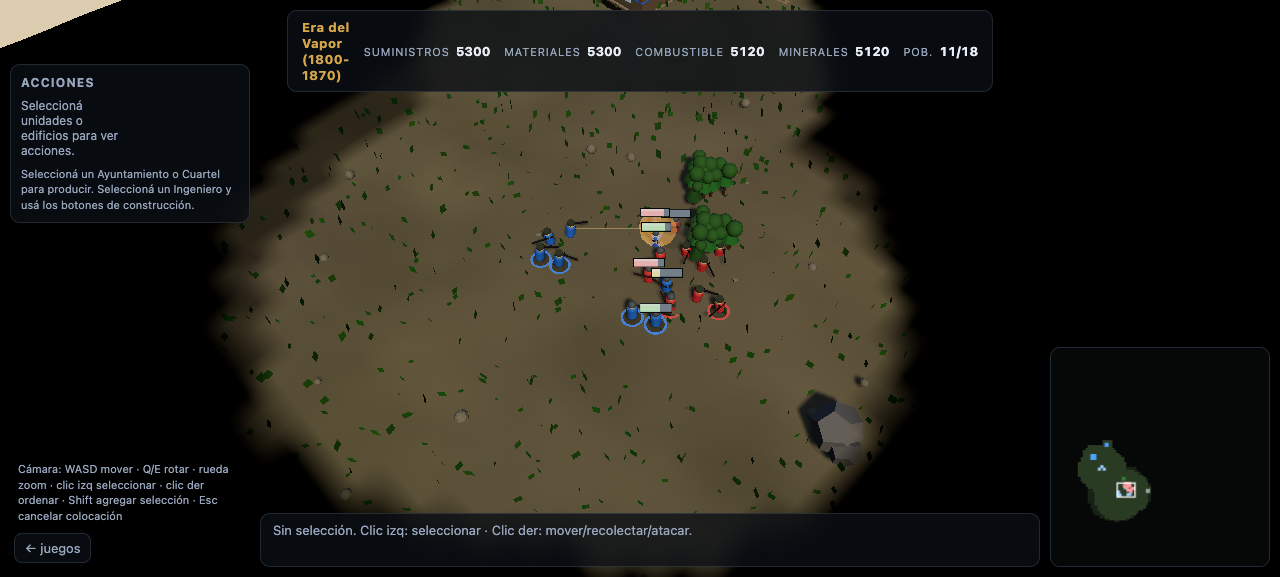 Era del
Vapor
(1800-
1870)
SUMINISTROS 5300 MATERIALES 5300 COMBUSTIBLE 5120 MINERALES 5120 POB. 11/18
ACCIONES
Seleccioná
unidades o
edificios para ver
acciones.
Seleccioná un Ayuntamiento o Cuartel
para producir. Seleccioná un Ingeniero y
usá los botones de construcción.
Cámara: WASD mover · Q/E rotar · rueda
zoom · clic izq seleccionar · clic der
ordenar · Shift agregar selección · Esc
cancelar colocación
← juegos
Sin selección. Clic izq: seleccionar · Clic der: mover/recolectar/atacar.